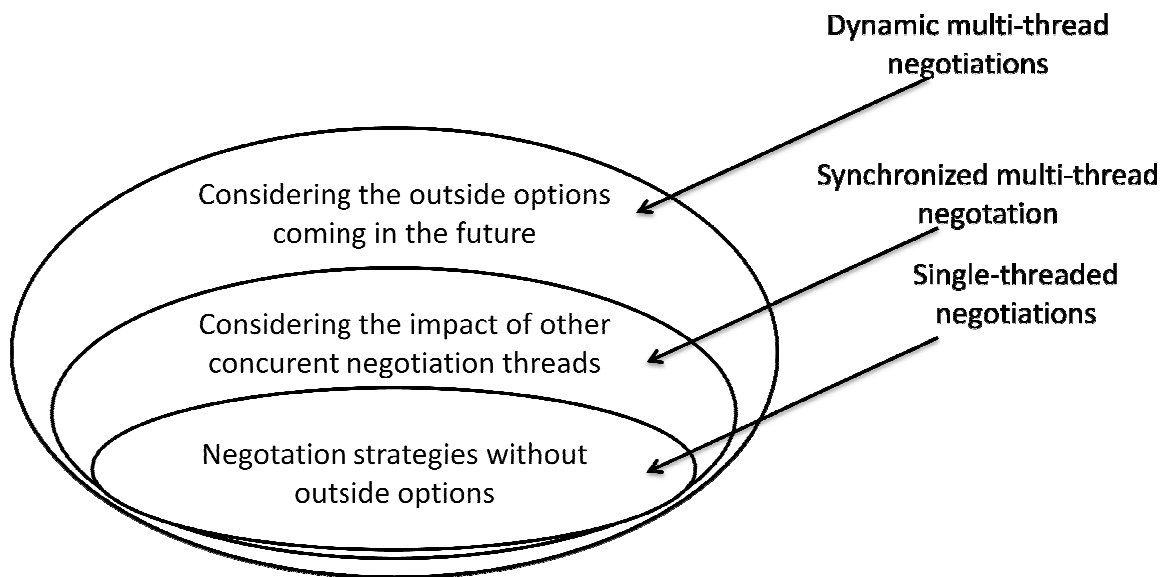 Dynamic multi-thread
negotiations
Considering the outside options
coming in the future
Synchronized multi-thread
negotation
Single-threaded
negotiations
Considering the impact of other
concurent negotiation threads
Negotation strategies without
outside options